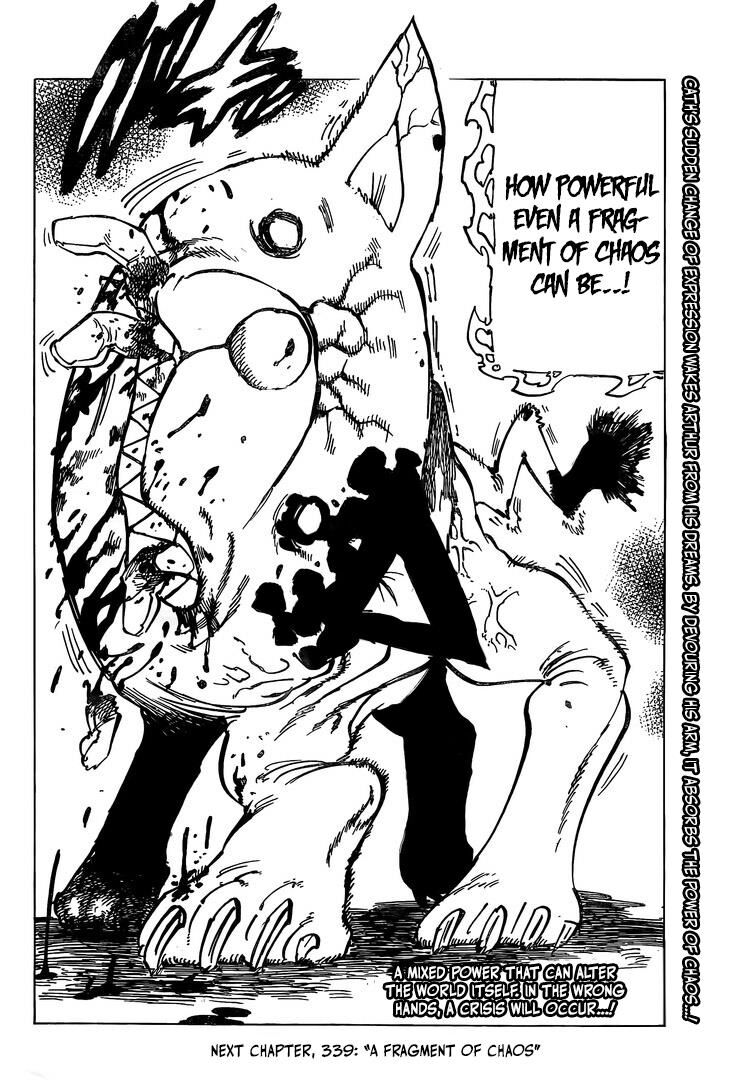 HOW POWERFUL
EVEN A FRAG-
MENT OF CHAOS
CAN BE...!
CATH'S SUDDEN CHANGE OF EXPRESSION WAKES ARTHUR FROM HIS DREAMS. BY DEVOURING HIS ARM, IT ABSORBS THE POWER OF CHAOS...!
A MIXED POWER THAT CAN ALTER
THE WORLD ITSELF. IN THE WRONG
HANDS, A CRISIS WILL OCCUR...!
NEXT CHAPTER, 339: "A FRAGMENT OF CHAOS"